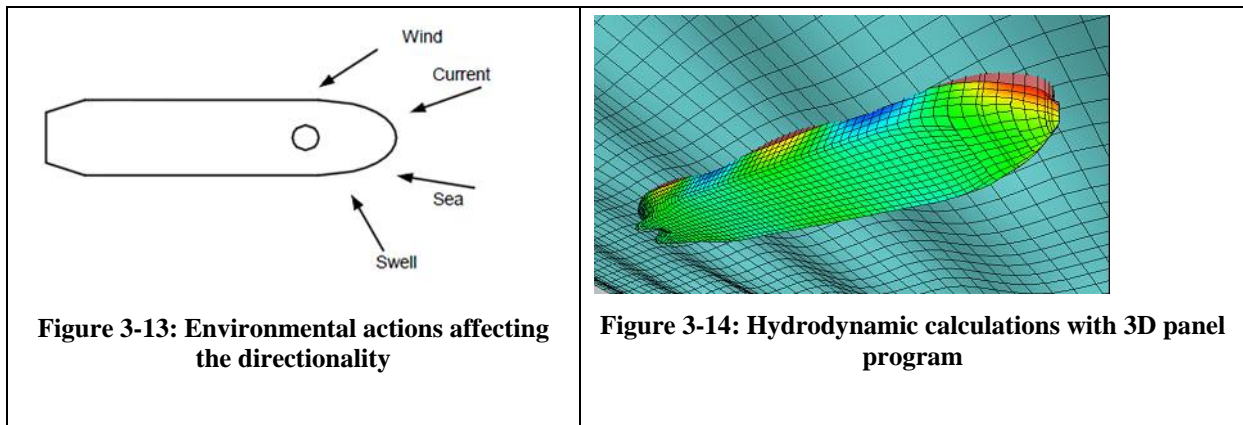 Wind
Current
Sea
Swell
Figure 3-13: Environmental actions affecting
the directionality
Figure 3-14: Hydrodynamic calculations with 3D panel
program